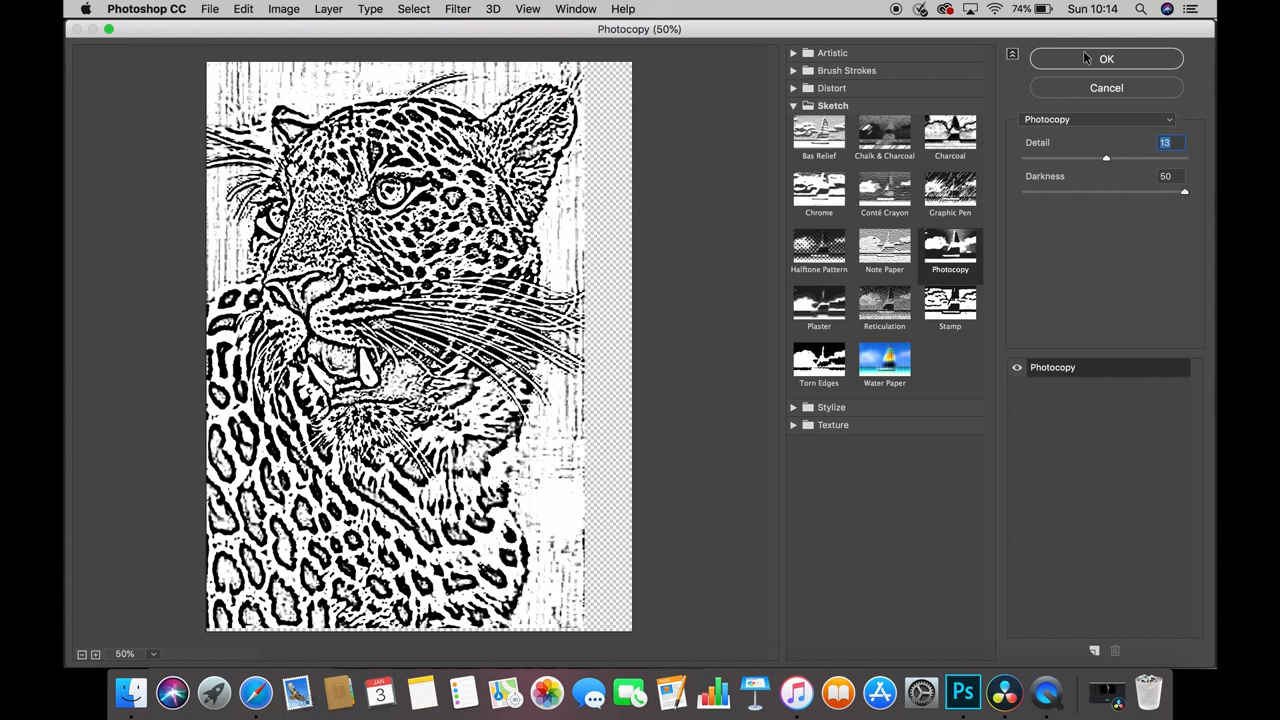 Photoshop CC File Edit Image Layer Type Select Filter 3D View Window Help 74% Sun 10:14
Photocopy (50%)
Artistic
Brush Strokes
Distort
Sketch
Bas Relief Chalk & Charcoal Charcoal
Chrome Conté Crayon Graphic Pen
Halftone Pattern Note Paper Photocopy
Plaster Reticulation Stamp
Torn Edges Water Paper
Stylize
Texture
OK
Cancel
Photocopy
Detail 13
Darkness 50
Photocopy
50%
JAN
3
Ps